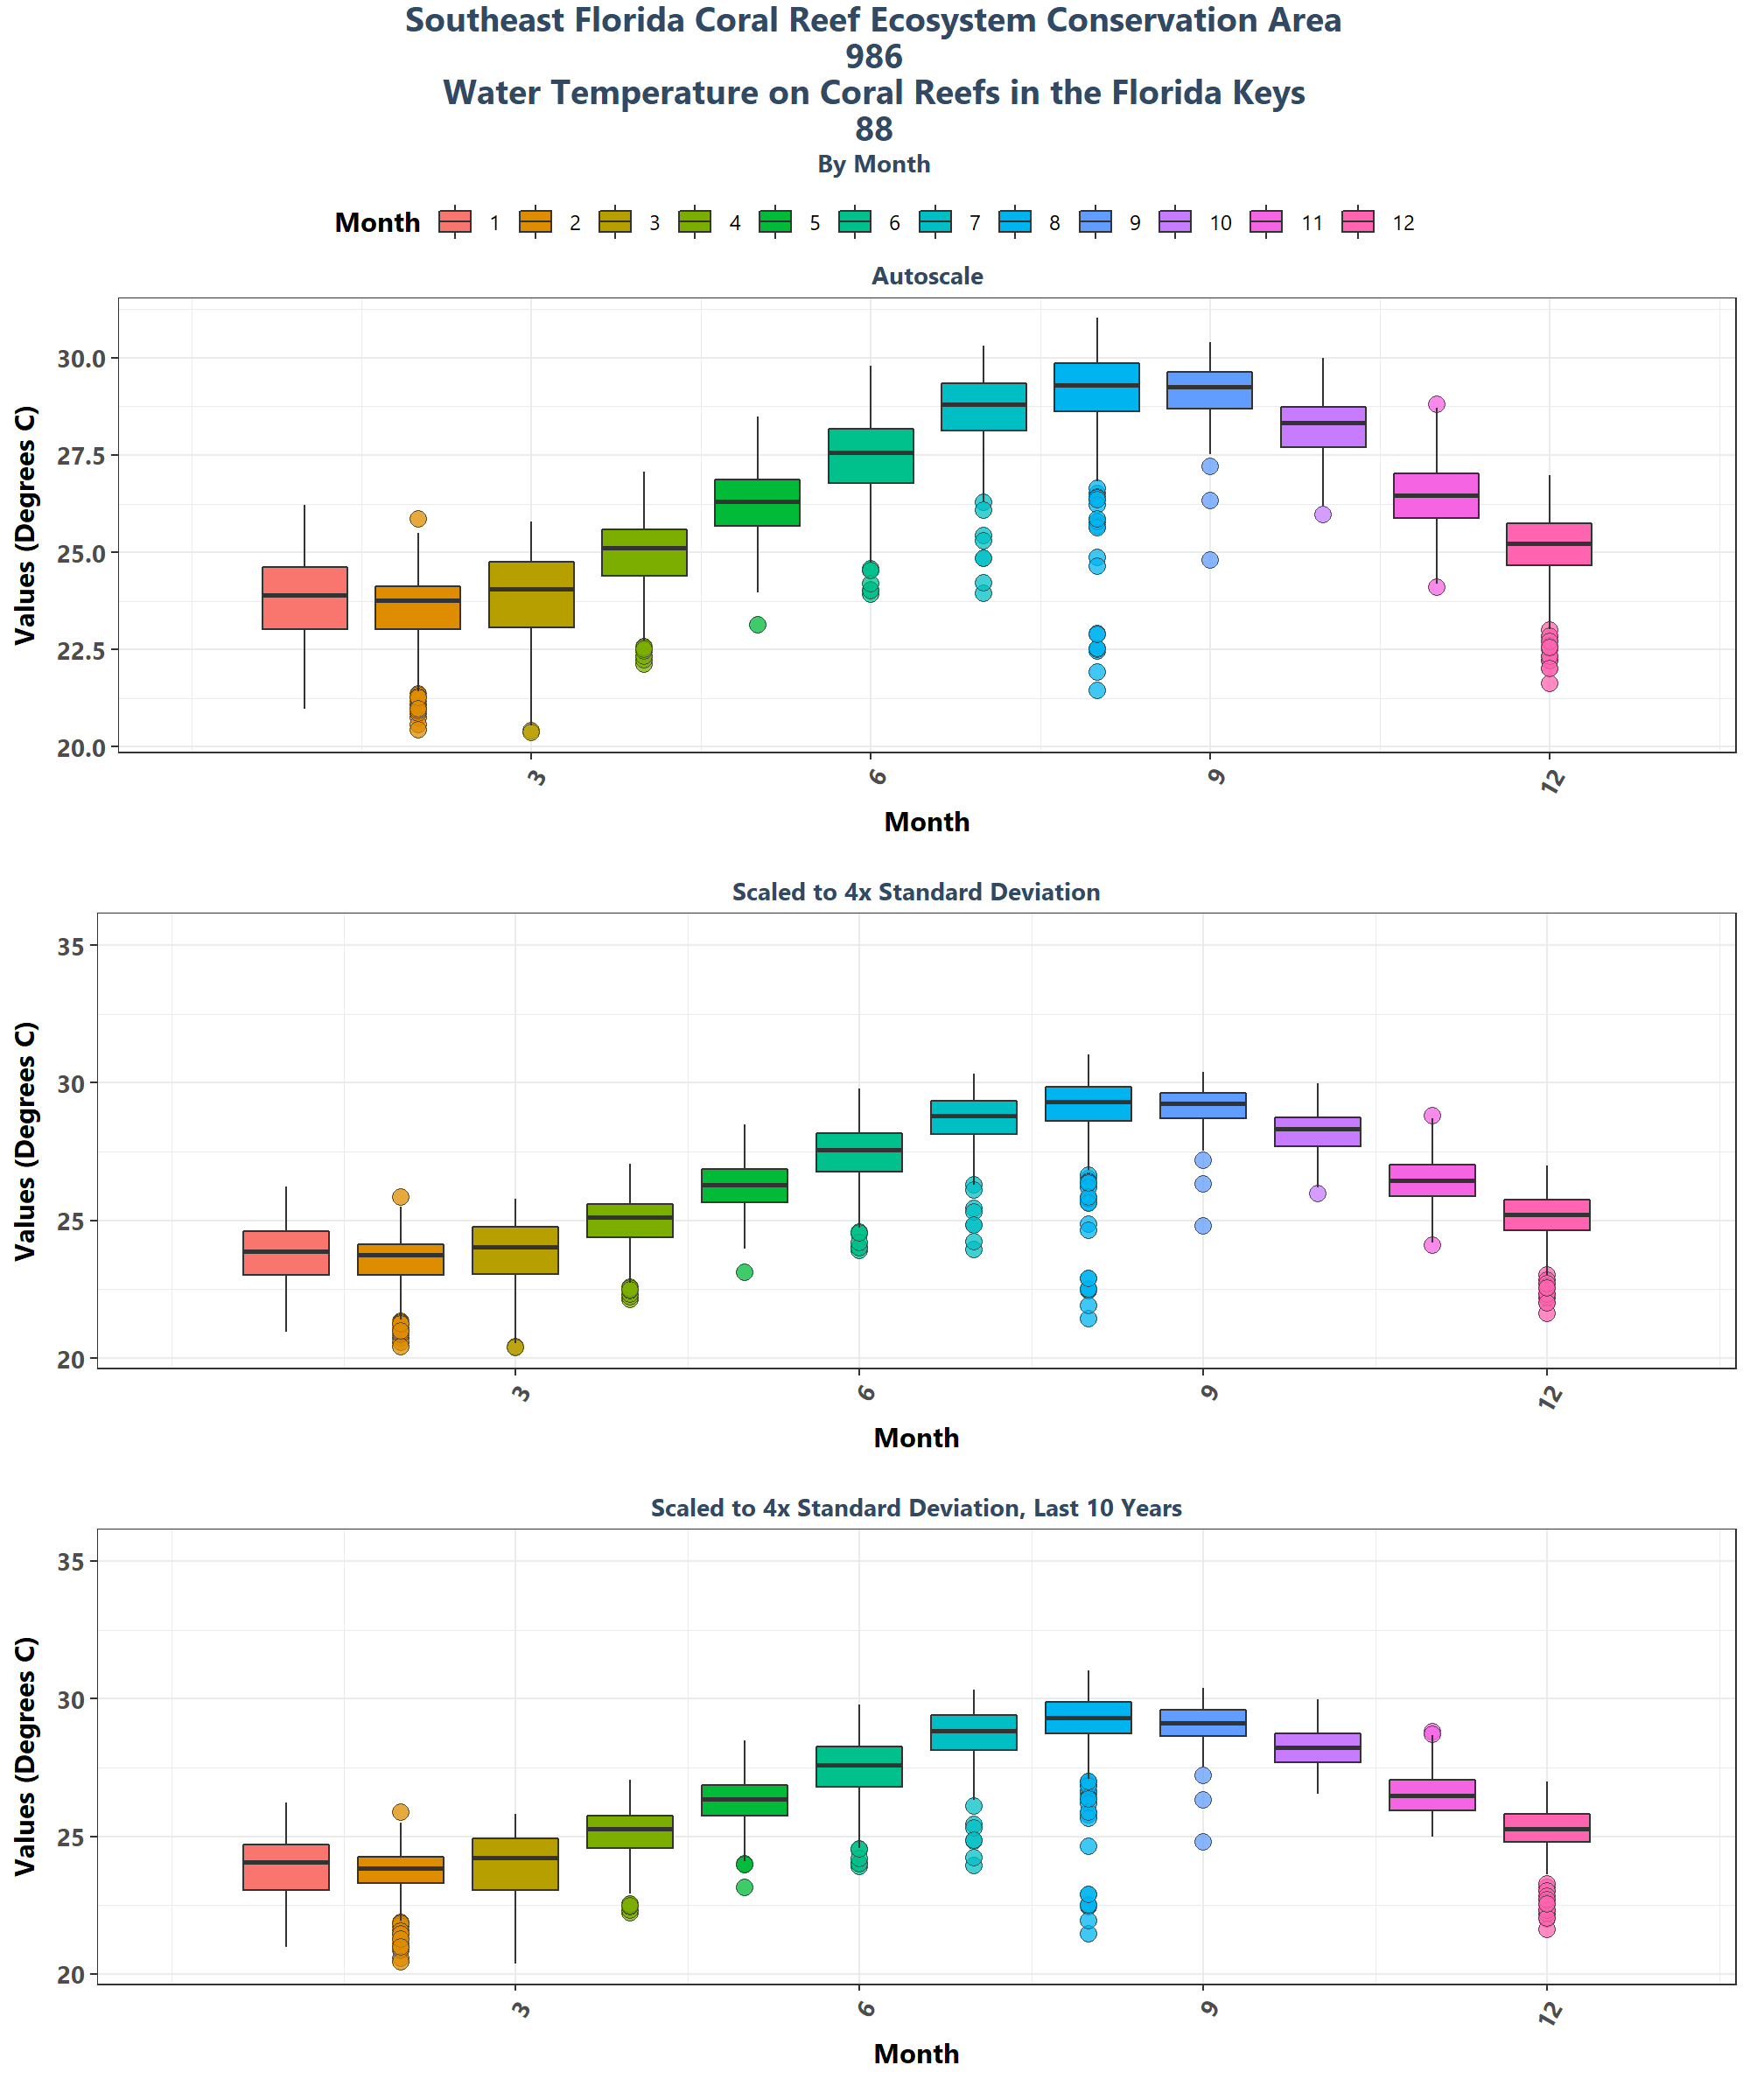 Southeast Florida Coral Reef Ecosystem Conservation Area
986
Water Temperature on Coral Reefs in the Florida Keys
88
By Month
Month 1 2 3 4 5 6 7 8 9 10 11 12
Autoscale
Values (Degrees C)
30.0
27.5
25.0
22.5
20.0
3 6 9 12
Month
Scaled to 4x Standard Deviation
Values (Degrees C)
35
30
25
20
3 6 9 12
Month
Scaled to 4x Standard Deviation, Last 10 Years
Values (Degrees C)
35
30
25
20
3 6 9 12
Month